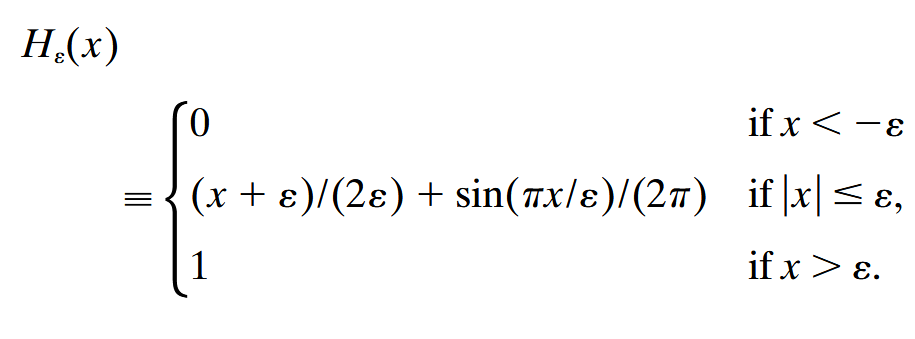 Hε(x)
0 if x < −ε
≡ { (x + ε)/(2ε) + sin(πx/ε)/(2π) if |x| ≤ ε,
1 if x > ε.